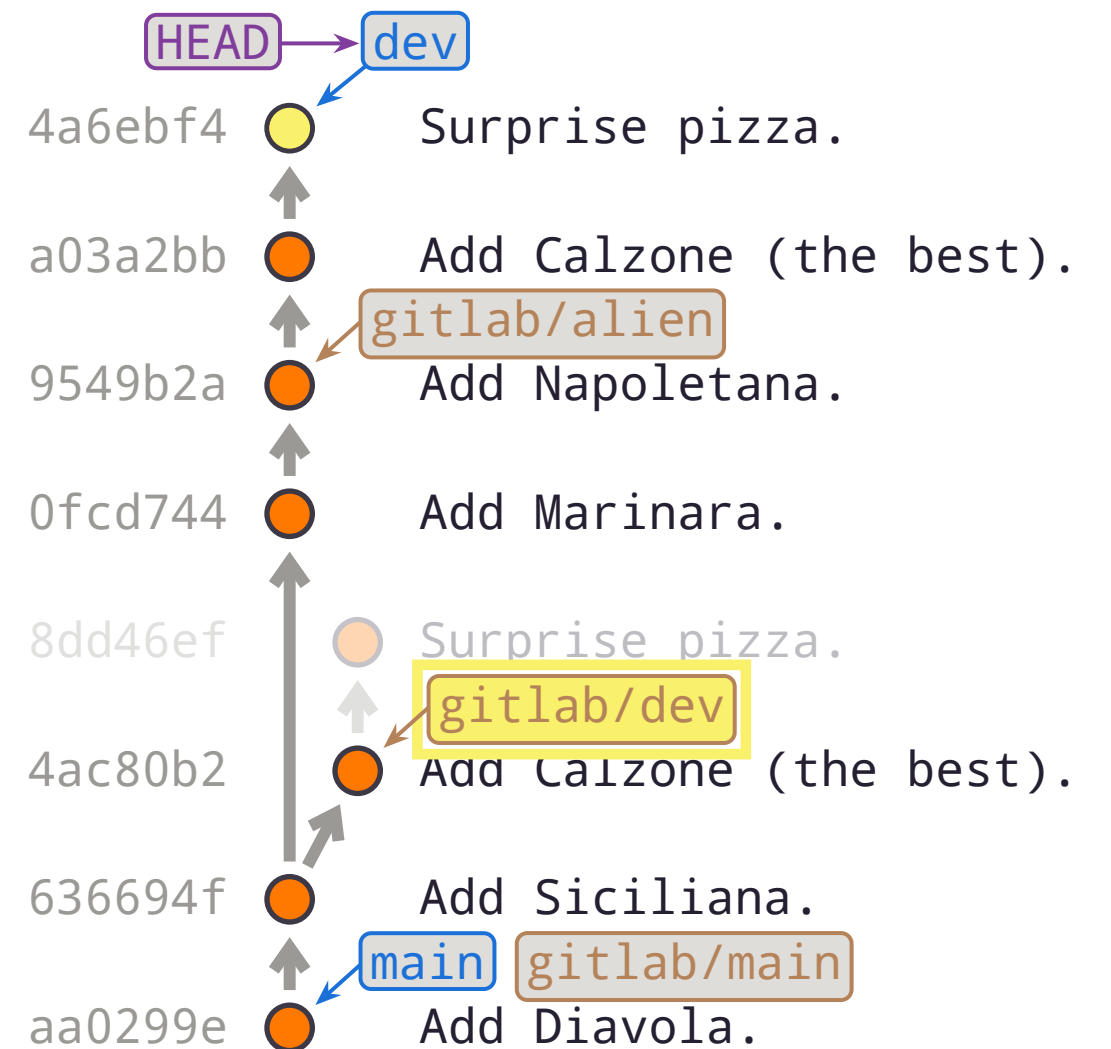 HEAD dev
4a6ebf4 Surprise pizza.
a03a2bb Add Calzone (the best).
gitlab/alien
9549b2a Add Napoletana.
0fcd744 Add Marinara.
8dd46ef Surprise pizza.
gitlab/dev
4ac80b2 Add Calzone (the best).
636694f Add Siciliana.
main gitlab/main
aa0299e Add Diavola.